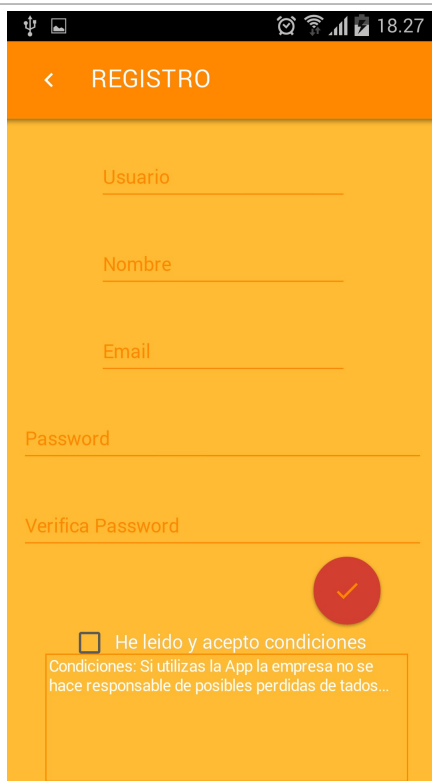 18.27
REGISTRO
Usuario
Nombre
Email
Password
Verifica Password
He leido y acepto condiciones
Condiciones: Si utilizas la App la empresa no se
hace responsable de posibles perdidas de tados...